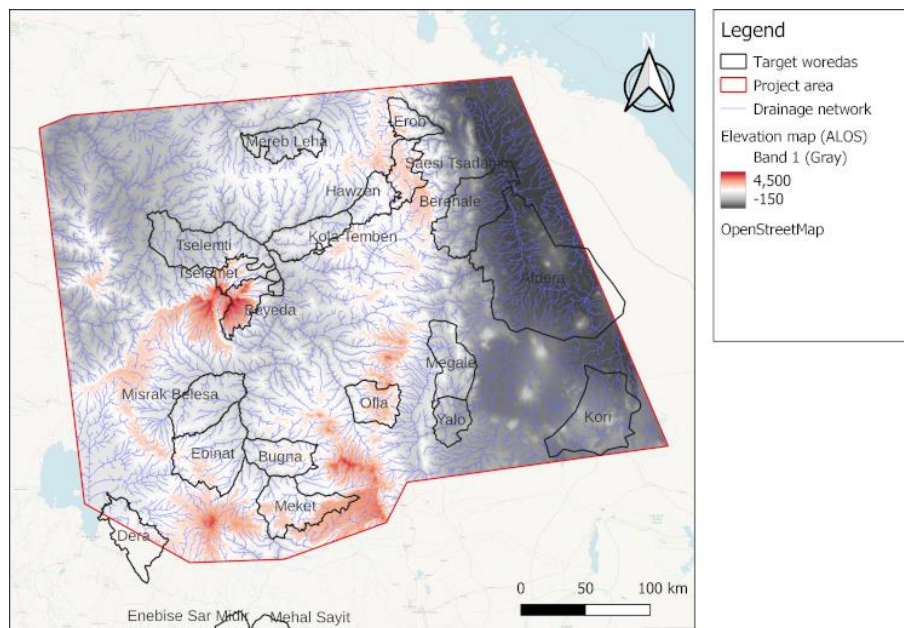 N
Erob
Mereb Leha
Saesi Tsada
Hawzen
Berehale
Kola Temben
Tselemti
Tselemet
Afdera
Beyeda
Megale
Misrak Belesa
Ofla
Yalo
Kori
Ebinat
Bugna
Meket
Dera
Enebise Sar Midir
Mehal Sayit
0 50 100 km
Legend
Target woredas
Project area
Drainage network
Elevation map (ALOS)
Band 1 (Gray)
4,500
-150
OpenStreetMap